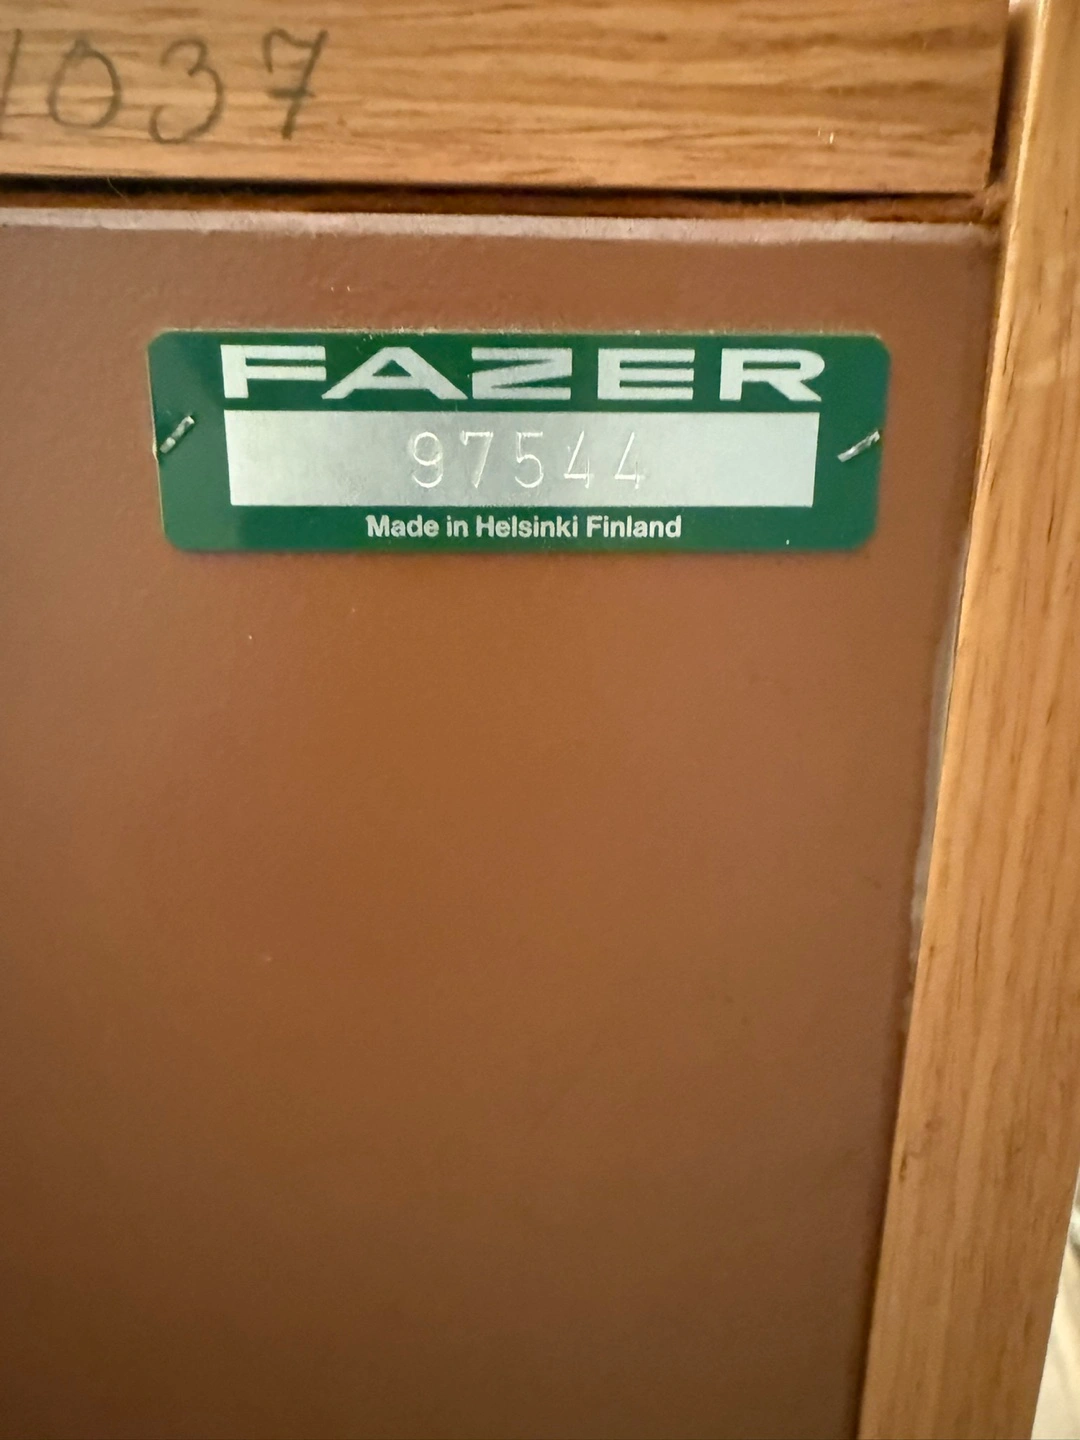 1037
FAZER
97544
Made in Helsinki Finland